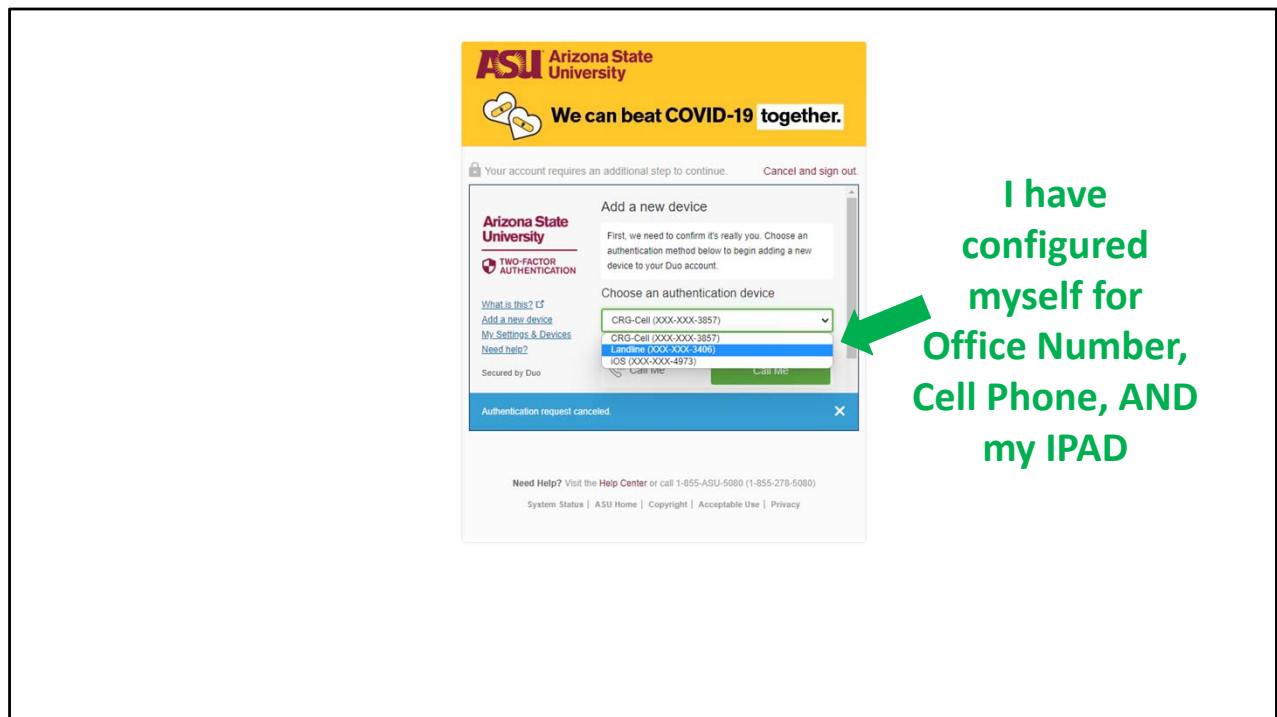 ASU Arizona State
University
We can beat COVID-19 together.
Your account requires an additional step to continue. Cancel and sign out.
Arizona State
University
TWO-FACTOR
AUTHENTICATION
What is this?
Add a new device
My Settings & Devices
Need help?
Secured by Duo
Add a new device
First, we need to confirm it's really you. Choose an
authentication method below to begin adding a new
device to your Duo account.
Choose an authentication device
CRG-Cell (XXX-XXX-3857)
CRG-Cell (XXX-XXX-3857)
Landline (XXX-XXX-3406)
iOS (XXX-XXX-4973)
Call Me Call Me
Authentication request canceled.
Need Help? Visit the Help Center or call 1-855-ASU-5080 (1-855-278-5080)
System Status | ASU Home | Copyright | Acceptable Use | Privacy
I have
configured
myself for
Office Number,
Cell Phone, AND
my IPAD